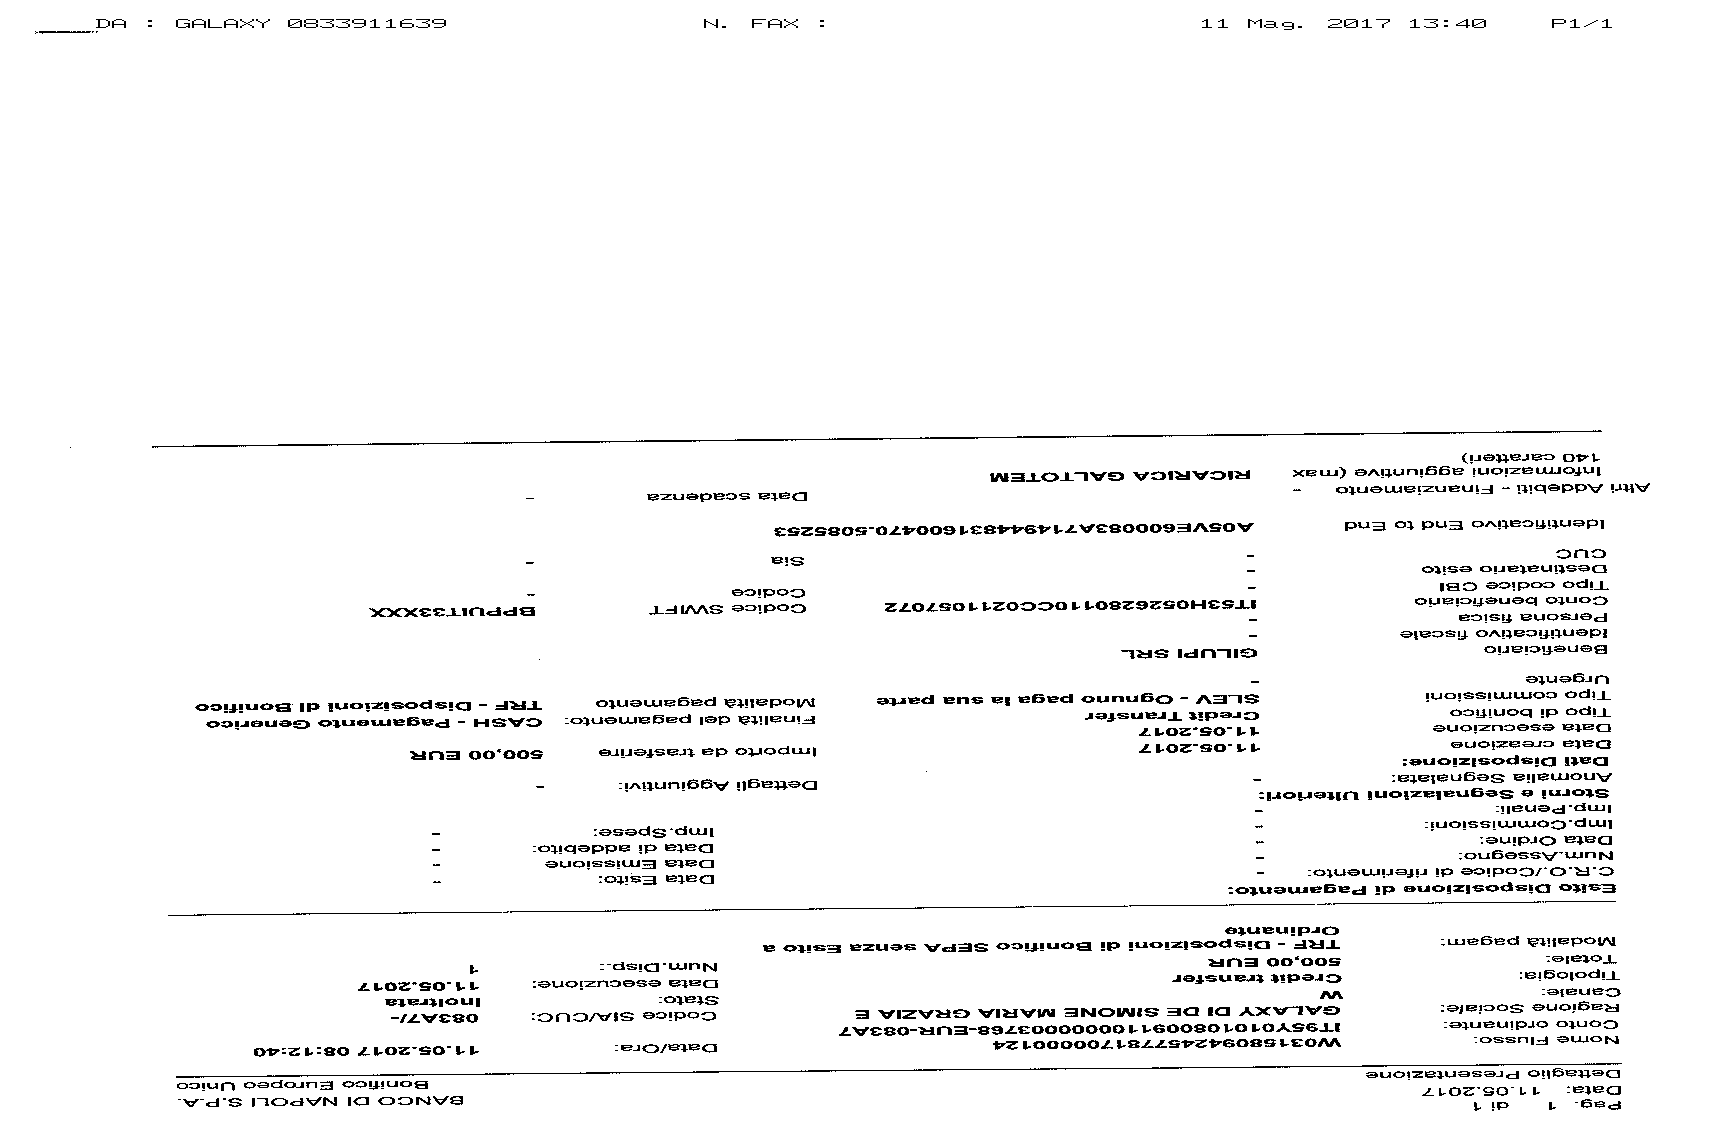 DA : GALAXY 0833911639 N. FAX : 11 Mag. 2017 13:40 P1/1
Pag. 1 di 1 BANCO DI NAPOLI S.P.A.
Data: 11.05.2017 Bonifico Europeo Unico
Dettaglio Presentazione
Nome Flusso: W03158094245778170000124 Data/Ora: 11.05.2017 08:12:40
Conto ordinante: IT95Y0101080091100000003768-EUR-083A7
Ragione Sociale: GALAXY DI DE SIMONE MARIA GRAZIA E Codice SIA/CUC: 083A7/-
Canale: W Stato: Inoltrata
Tipologia: Credit transfer Data esecuzione: 11.05.2017
Totale: 500,00 EUR Num.Disp.: 1
Modalità pagam: TRF - Disposizioni di Bonifico SEPA senza Esito a
Ordinante
Esito Disposizione di Pagamento:
C.R.O./Codice di riferimento: - Data Esito: -
Num.Assegno: - Data Emissione -
Data Ordine: - Data di addebito: -
Imp.Commissioni: - Imp.Spese: -
Imp.Penali: -
Storni e Segnalazioni Ulteriori:
Anomalia Segnalata: - Dettagli Aggiuntivi: -
Dati Disposizione:
Data creazione 11.05.2017 Importo da trasferire 500,00 EUR
Data esecuzione 11.05.2017
Tipo di bonifico Credit Transfer Finalità del pagamento: CASH - Pagamento Generico
Tipo commissioni SLEV - Ognuno paga la sua parte Modalità pagamento TRF - Disposizioni di Bonifico
Urgente -
Beneficiario GILUPI SRL
Identificativo fiscale -
Persona fisica -
Conto beneficiario IT53H0526280110CC0211057072 Codice SWIFT BPPUIT33XXX
Tipo codice CBI - Codice -
Destinatario esito -
CUC - Sia -
Identificativo End to End A05VE60083A714944831600470-5085253
Altri Addebiti - Finanziamento - Data scadenza -
Informazioni aggiuntive (max RICARICA GALTOTEM
140 caratteri)